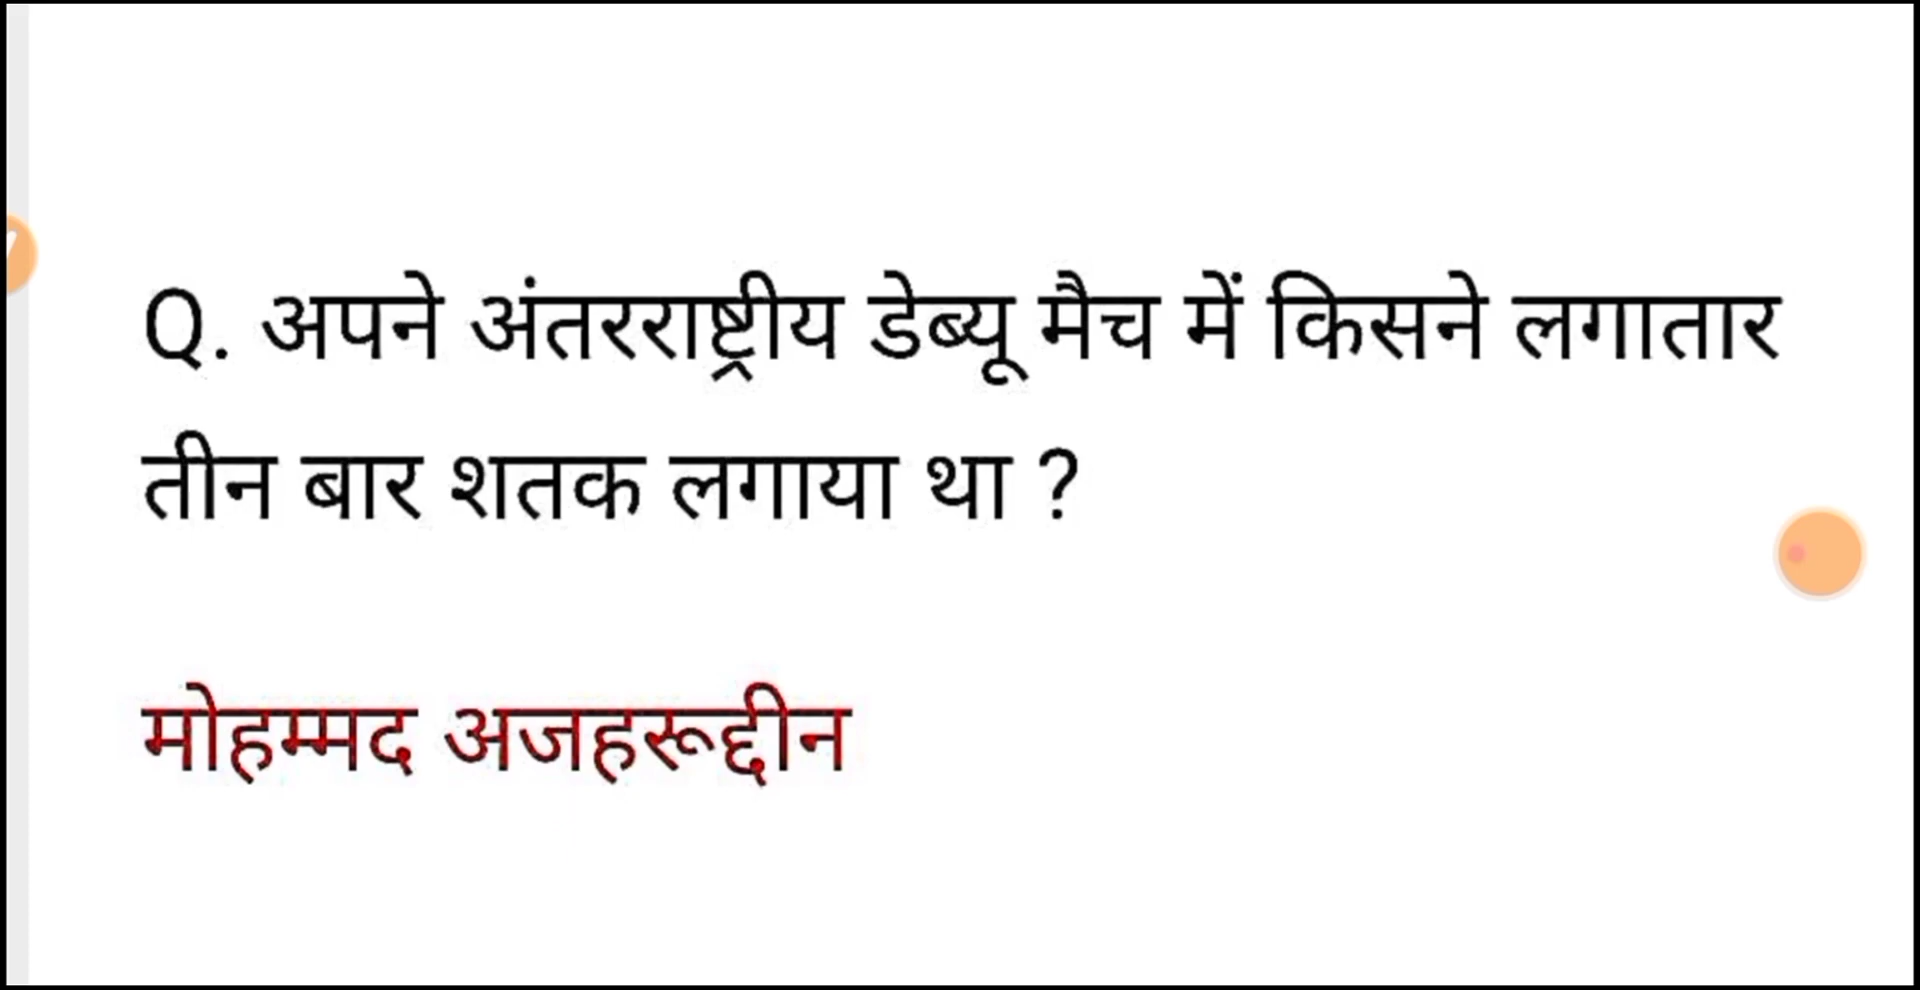 Q. अपने अंतरराष्ट्रीय डेब्यू मैच में किसने लगातार
तीन बार शतक लगाया था ?
मोहम्मद अजहरूद्दीन